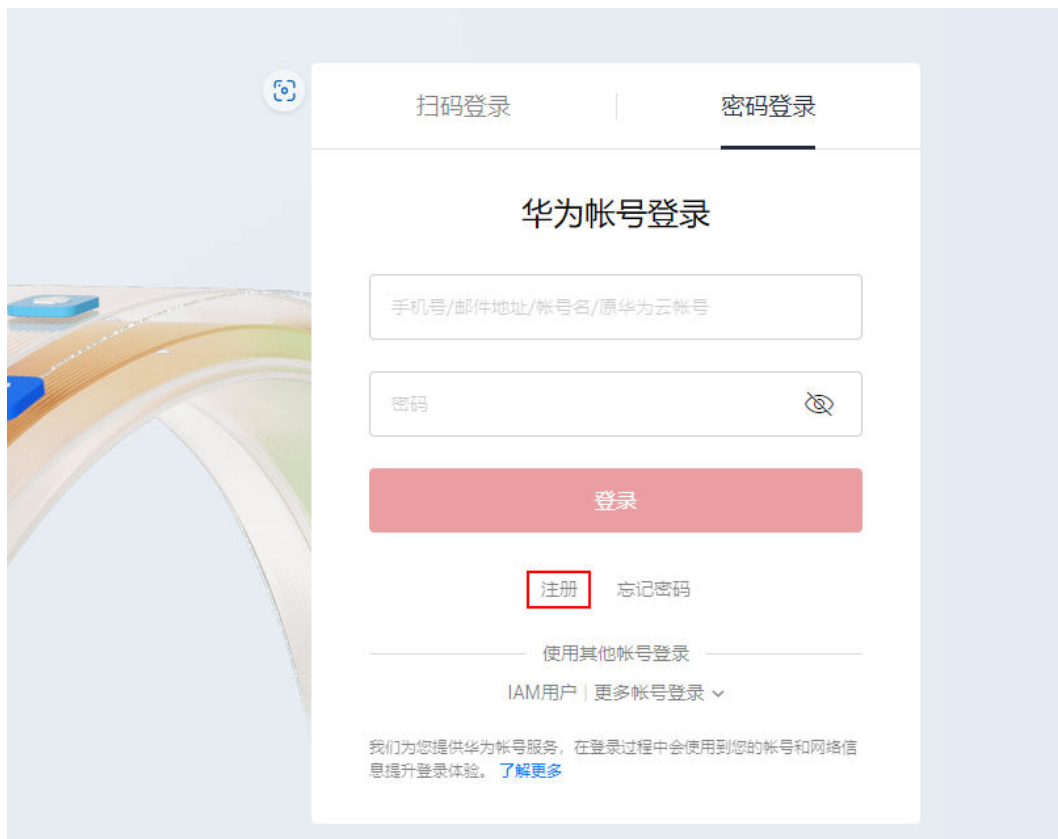 扫码登录
密码登录
华为帐号登录
手机号/邮件地址/帐号名/原华为云帐号
密码
登录
注册 忘记密码
使用其他帐号登录
IAM用户 | 更多帐号登录
我们为您提供华为帐号服务，在登录过程中会使用到您的帐号和网络信
息提升登录体验。 了解更多